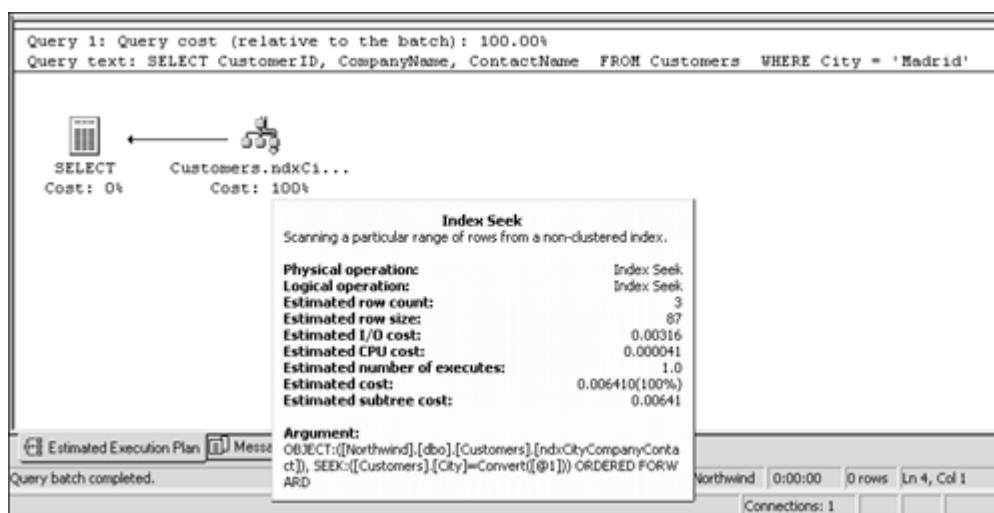 Query 1: Query cost (relative to the batch): 100.00%
Query text: SELECT CustomerID, CompanyName, ContactName FROM Customers WHERE City = 'Madrid'
SELECT
Cost: 0%
Customers.ndxCi...
Cost: 100%
Index Seek
Scanning a particular range of rows from a non-clustered index.
Physical operation: Index Seek
Logical operation: Index Seek
Estimated row count: 3
Estimated row size: 87
Estimated I/O cost: 0.00316
Estimated CPU cost: 0.000041
Estimated number of executes: 1.0
Estimated cost: 0.006410(100%)
Estimated subtree cost: 0.00641
Argument:
OBJECT:([Northwind].[dbo].[Customers].[ndxCityCompanyConta
ct]), SEEK:([Customers].[City]=Convert([@1])) ORDERED FORW
ARD
Estimated Execution Plan Messa
Query batch completed. Northwind 0:00:00 0 rows Ln 4, Col 1
Connections: 1